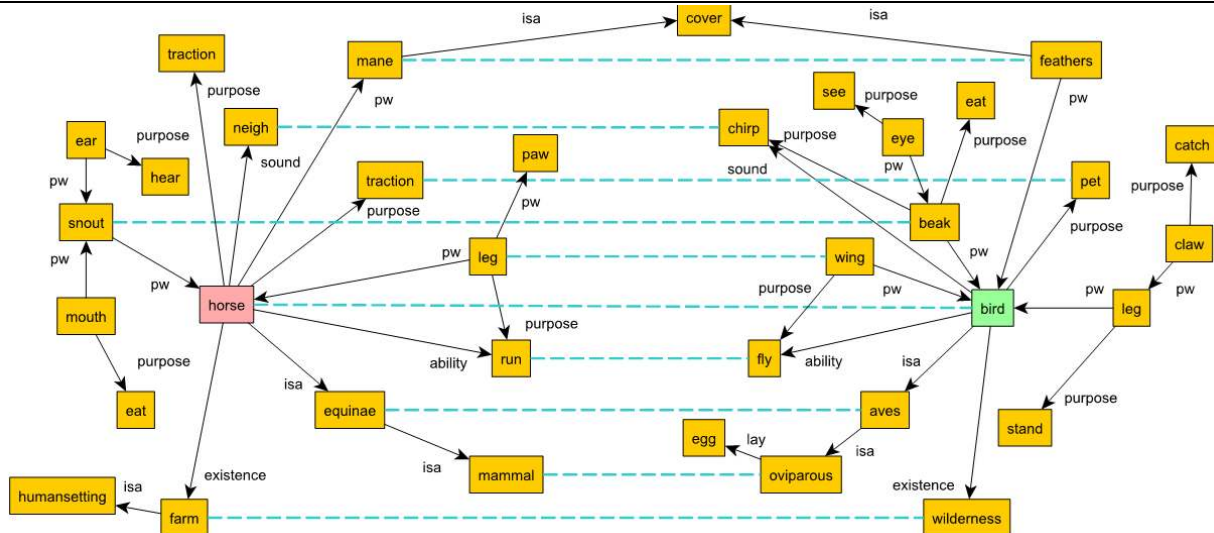 isa
cover
isa
traction
mane
feathers
purpose
pw
see
purpose
eat
pw
ear
purpose
neigh
chirp
purpose
eye
purpose
catch
hear
sound
paw
pw
pw
traction
sound
pet
purpose
snout
purpose
pw
beak
purpose
claw
pw
pw
leg
wing
pw
pw
horse
purpose
pw
bird
pw
leg
pw
mouth
purpose
purpose
ability
run
fly
ability
isa
isa
eat
equinae
aves
purpose
stand
egg
lay
isa
existence
isa
mammal
oviparous
humansetting
isa
existence
farm
wilderness